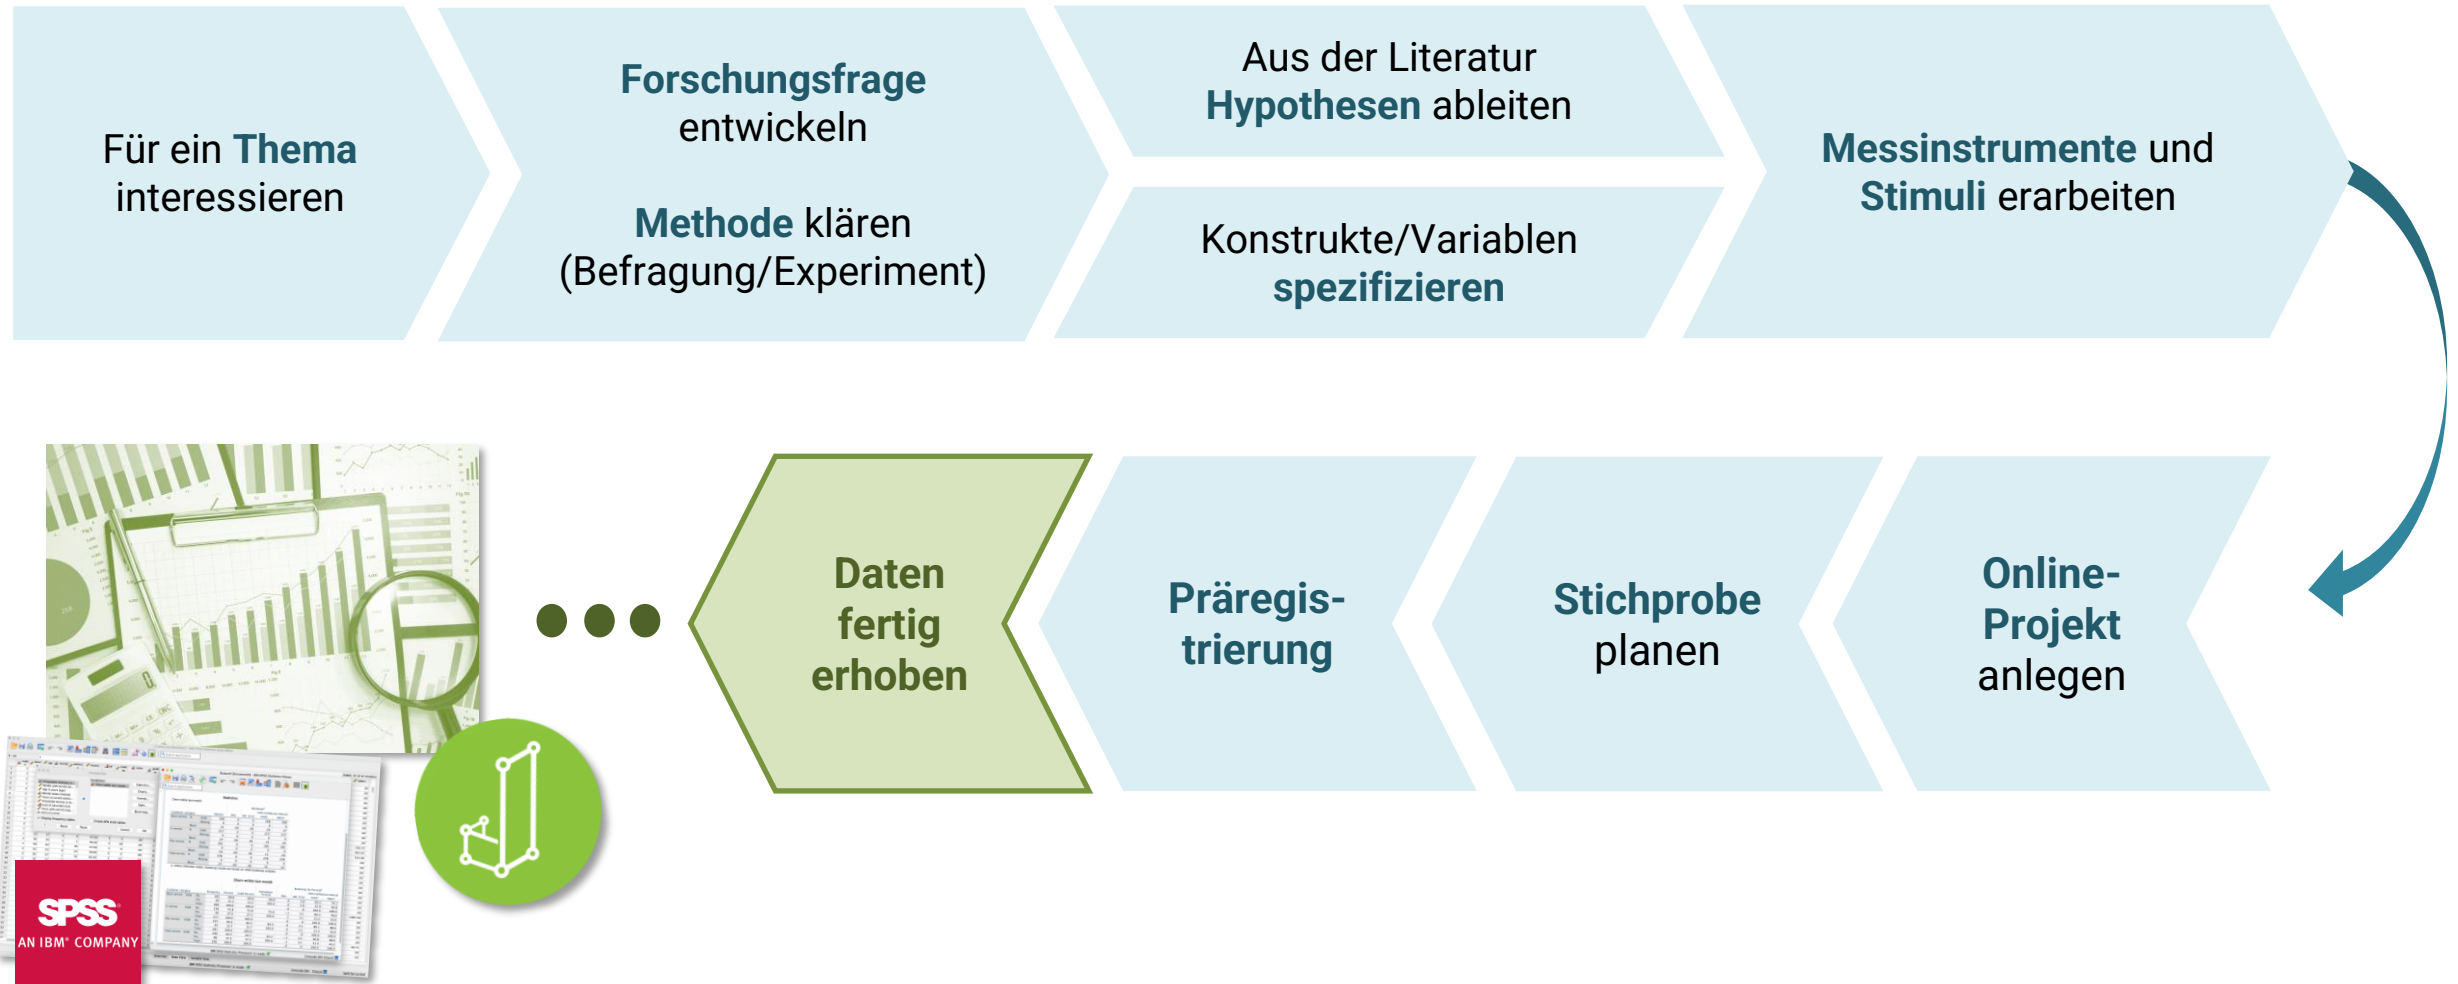 Für ein Thema
interessieren
Forschungsfrage
entwickeln
Methode klären
(Befragung/Experiment)
Aus der Literatur
Hypothesen ableiten
Konstrukte/Variablen
spezifizieren
Messinstrumente und
Stimuli erarbeiten
Online-
Projekt
anlegen
Stichprobe
planen
Präregis-
trierung
Daten
fertig
erhoben
SPSS
AN IBM® COMPANY